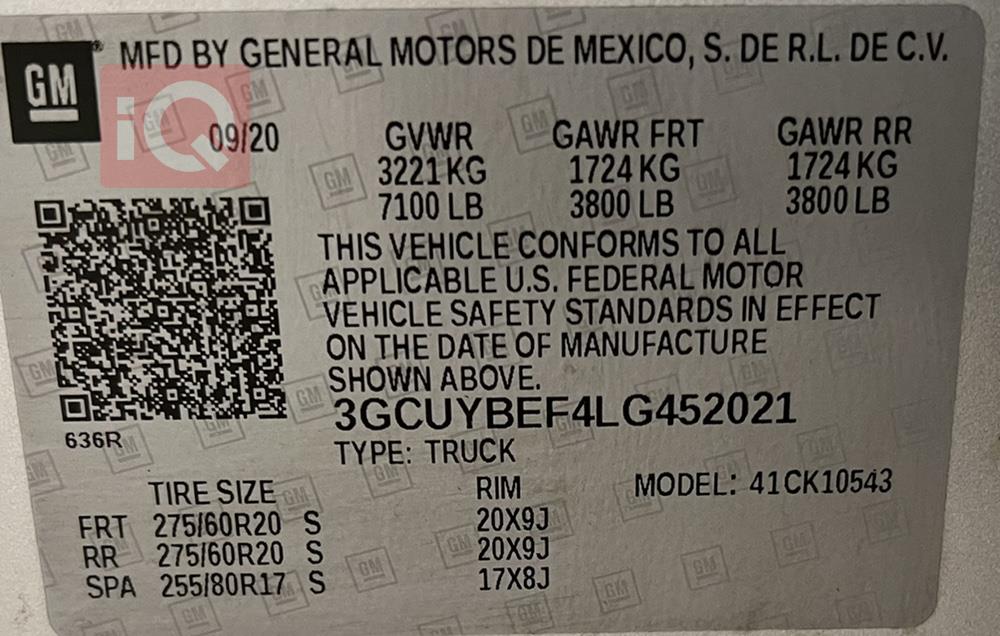 GM
MFD BY GENERAL MOTORS DE MEXICO, S. DE R.L. DE C.V.
iQ
09/20 GVWR GAWR FRT GAWR RR
3221 KG 1724 KG 1724 KG
7100 LB 3800 LB 3800 LB
THIS VEHICLE CONFORMS TO ALL
APPLICABLE U.S. FEDERAL MOTOR
VEHICLE SAFETY STANDARDS IN EFFECT
ON THE DATE OF MANUFACTURE
SHOWN ABOVE.
3GCUYBEF4LG452021
636R
TYPE: TRUCK
TIRE SIZE RIM MODEL: 41CK10543
FRT 275/60R20 S 20X9J
RR 275/60R20 S 20X9J
SPA 255/80R17 S 17X8J